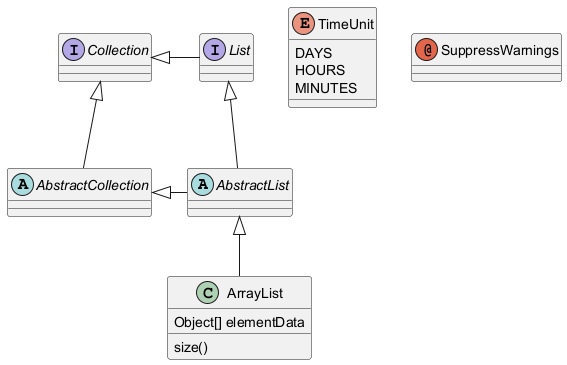 I Collection
I List
E TimeUnit
DAYS
HOURS
MINUTES
@ SuppressWarnings
A AbstractCollection
A AbstractList
C ArrayList
Object[] elementData
size()